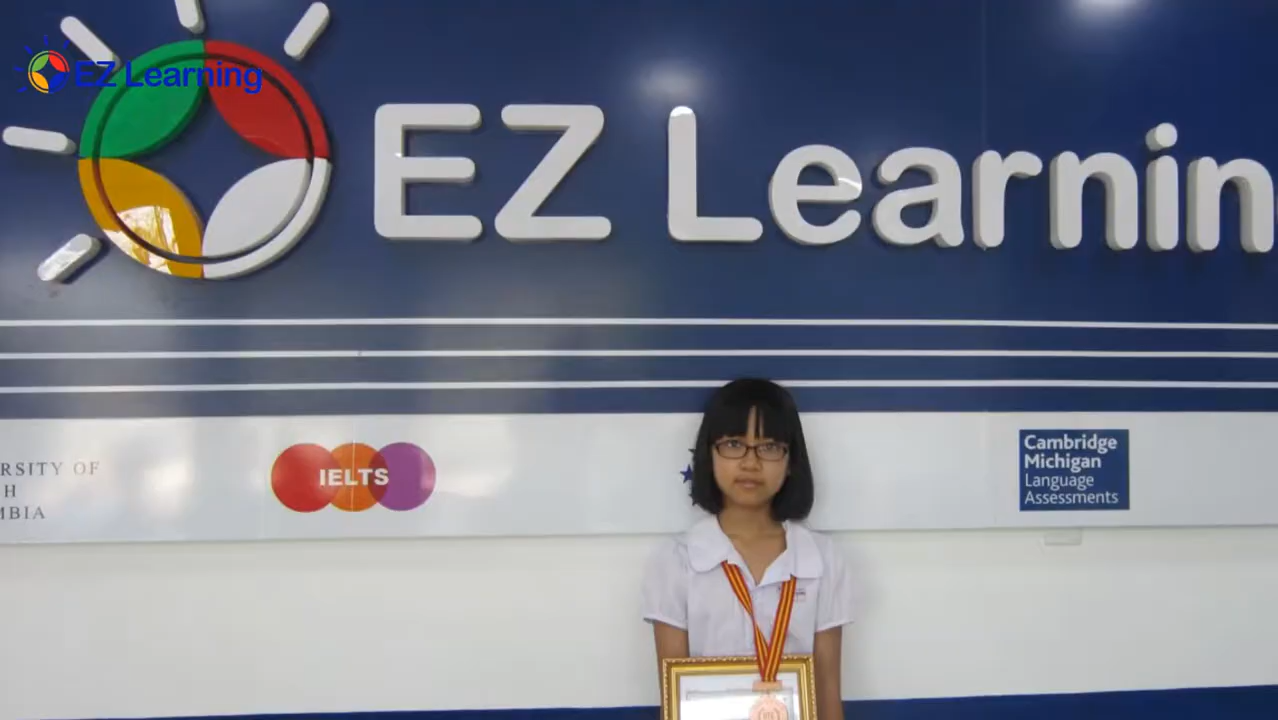 EZ Learning
EZ Learnin
RSITY OF
H
MBIA
IELTS
Cambridge
Michigan
Language
Assessments